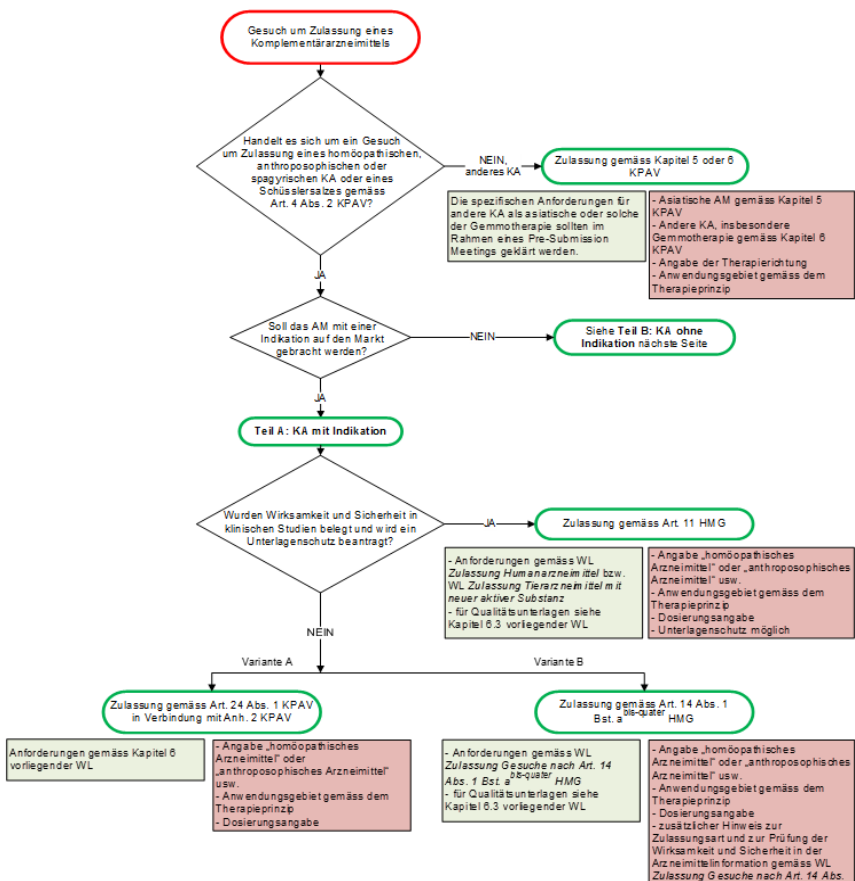 Gesuch um Zulassung eines
Komplementärarzneimittels
Handelt es sich um ein Gesuch
um Zulassung eines homöopathischen,
anthroposophischen oder
spagyrischen KA oder eines
Schüsslersalzes gemäss
Art. 4 Abs. 2 KPAV?
NEIN,
anderes KA
Zulassung gemäss Kapitel 5 oder 6
KPAV
Die spezifischen Anforderungen für
andere KA als asiatische oder solche
der Gemmotherapie sollten im
Rahmen eines Pre-Submission
Meetings geklärt werden.
- Asiatische AM gemäss Kapitel 5
KPAV
- Andere KA, insbesondere
Gemmotherapie gemäss Kapitel 6
KPAV
- Angabe der Therapierichtung
- Anwendungsgebiet gemäss dem
Therapieprinzip
JA
Soll das AM mit einer
Indikation auf den Markt
gebracht werden?
NEIN
Siehe Teil B: KA ohne
Indikation nächste Seite
JA
Teil A: KA mit Indikation
Wurden Wirksamkeit und Sicherheit in
klinischen Studien belegt und wird ein
Unterlagenschutz beantragt?
JA
Zulassung gemäss Art. 11 HMG
- Anforderungen gemäss WL
Zulassung Humanarzneimittel bzw.
WL Zulassung Tierarzneimittel mit
neuer aktiver Substanz
- für Qualitätsunterlagen siehe
Kapitel 6.3 vorliegender WL
- Angabe „homöopathisches
Arzneimittel" oder „anthroposophisches
Arzneimittel" usw.
- Anwendungsgebiet gemäss dem
Therapieprinzip
- Dosierungsangabe
- Unterlagenschutz möglich
NEIN
Variante A
Variante B
Zulassung gemäss Art. 24 Abs. 1 KPAV
in Verbindung mit Anh. 2 KPAV
Zulassung gemäss Art. 14 Abs. 1
Bst. a bis-quater HMG
Anforderungen gemäss Kapitel 6
vorliegender WL
- Angabe „homöopathisches
Arzneimittel" oder
„anthroposophisches Arzneimittel"
usw.
- Anwendungsgebiet gemäss dem
Therapieprinzip
- Dosierungsangabe
- Anforderungen gemäss WL
Zulassung Gesuche nach Art. 14
Abs. 1 Bst. a bis-quater HMG
- für Qualitätsunterlagen siehe
Kapitel 6.3 vorliegender WL
- Angabe „homöopathisches
Arzneimittel" oder „anthroposophisches
Arzneimittel" usw.
- Anwendungsgebiet gemäss dem
Therapieprinzip
- Dosierungsangabe
- zusätzlicher Hinweis zur
Zulassungsart und zur Prüfung der
Wirksamkeit und Sicherheit in der
Arzneimittelinformation gemäss WL
Zulassung Gesuche nach Art. 14 Abs.